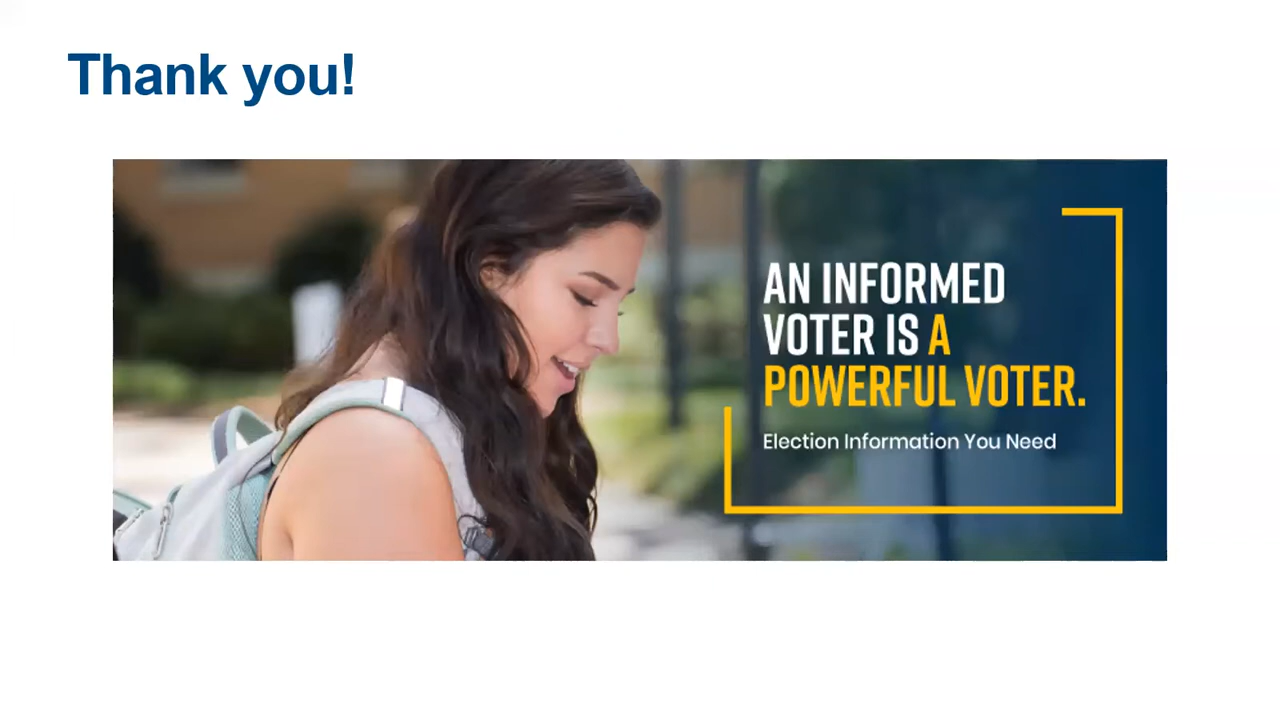 Thank you!
AN INFORMED
VOTER IS A
POWERFUL VOTER.
Election Information You Need